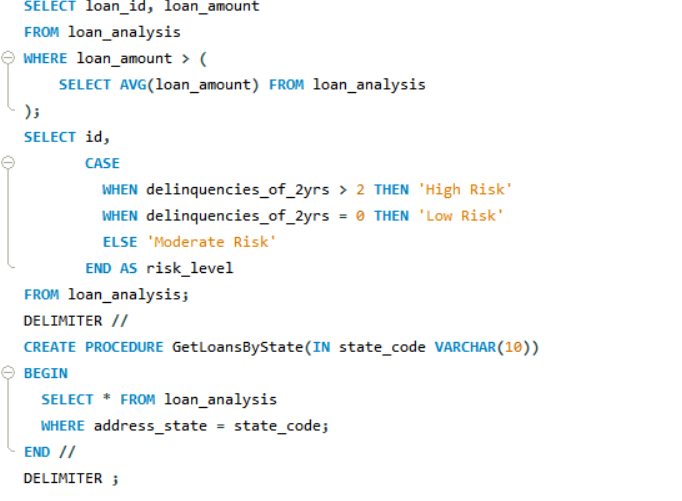 SELECT loan_id, loan_amount
FROM loan_analysis
WHERE loan_amount > (
    SELECT AVG(loan_amount) FROM loan_analysis
);
SELECT id,
       CASE
         WHEN delinquencies_of_2yrs > 2 THEN 'High Risk'
         WHEN delinquencies_of_2yrs = 0 THEN 'Low Risk'
         ELSE 'Moderate Risk'
       END AS risk_level
FROM loan_analysis;
DELIMITER //
CREATE PROCEDURE GetLoansByState(IN state_code VARCHAR(10))
BEGIN
  SELECT * FROM loan_analysis
  WHERE address_state = state_code;
END //
DELIMITER ;